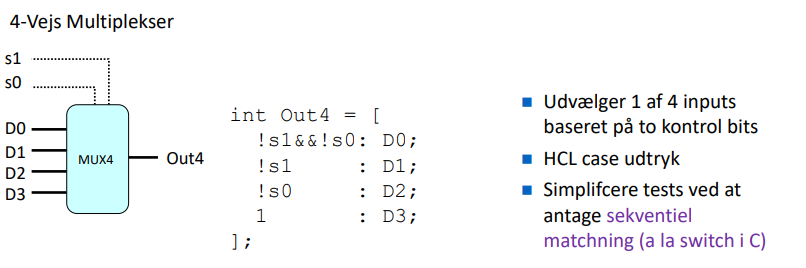 4-Vejs Multiplekser
s1
s0
D0
D1
D2
D3
MUX4
Out4
int Out4 = [
!s1&&!s0: D0;
!s1 : D1;
!s0 : D2;
1 : D3;
];
Udvælger 1 af 4 inputs
baseret på to kontrol bits
HCL case udtryk
Simplifcere tests ved at
antage sekventiel
matchning (a la switch i C)